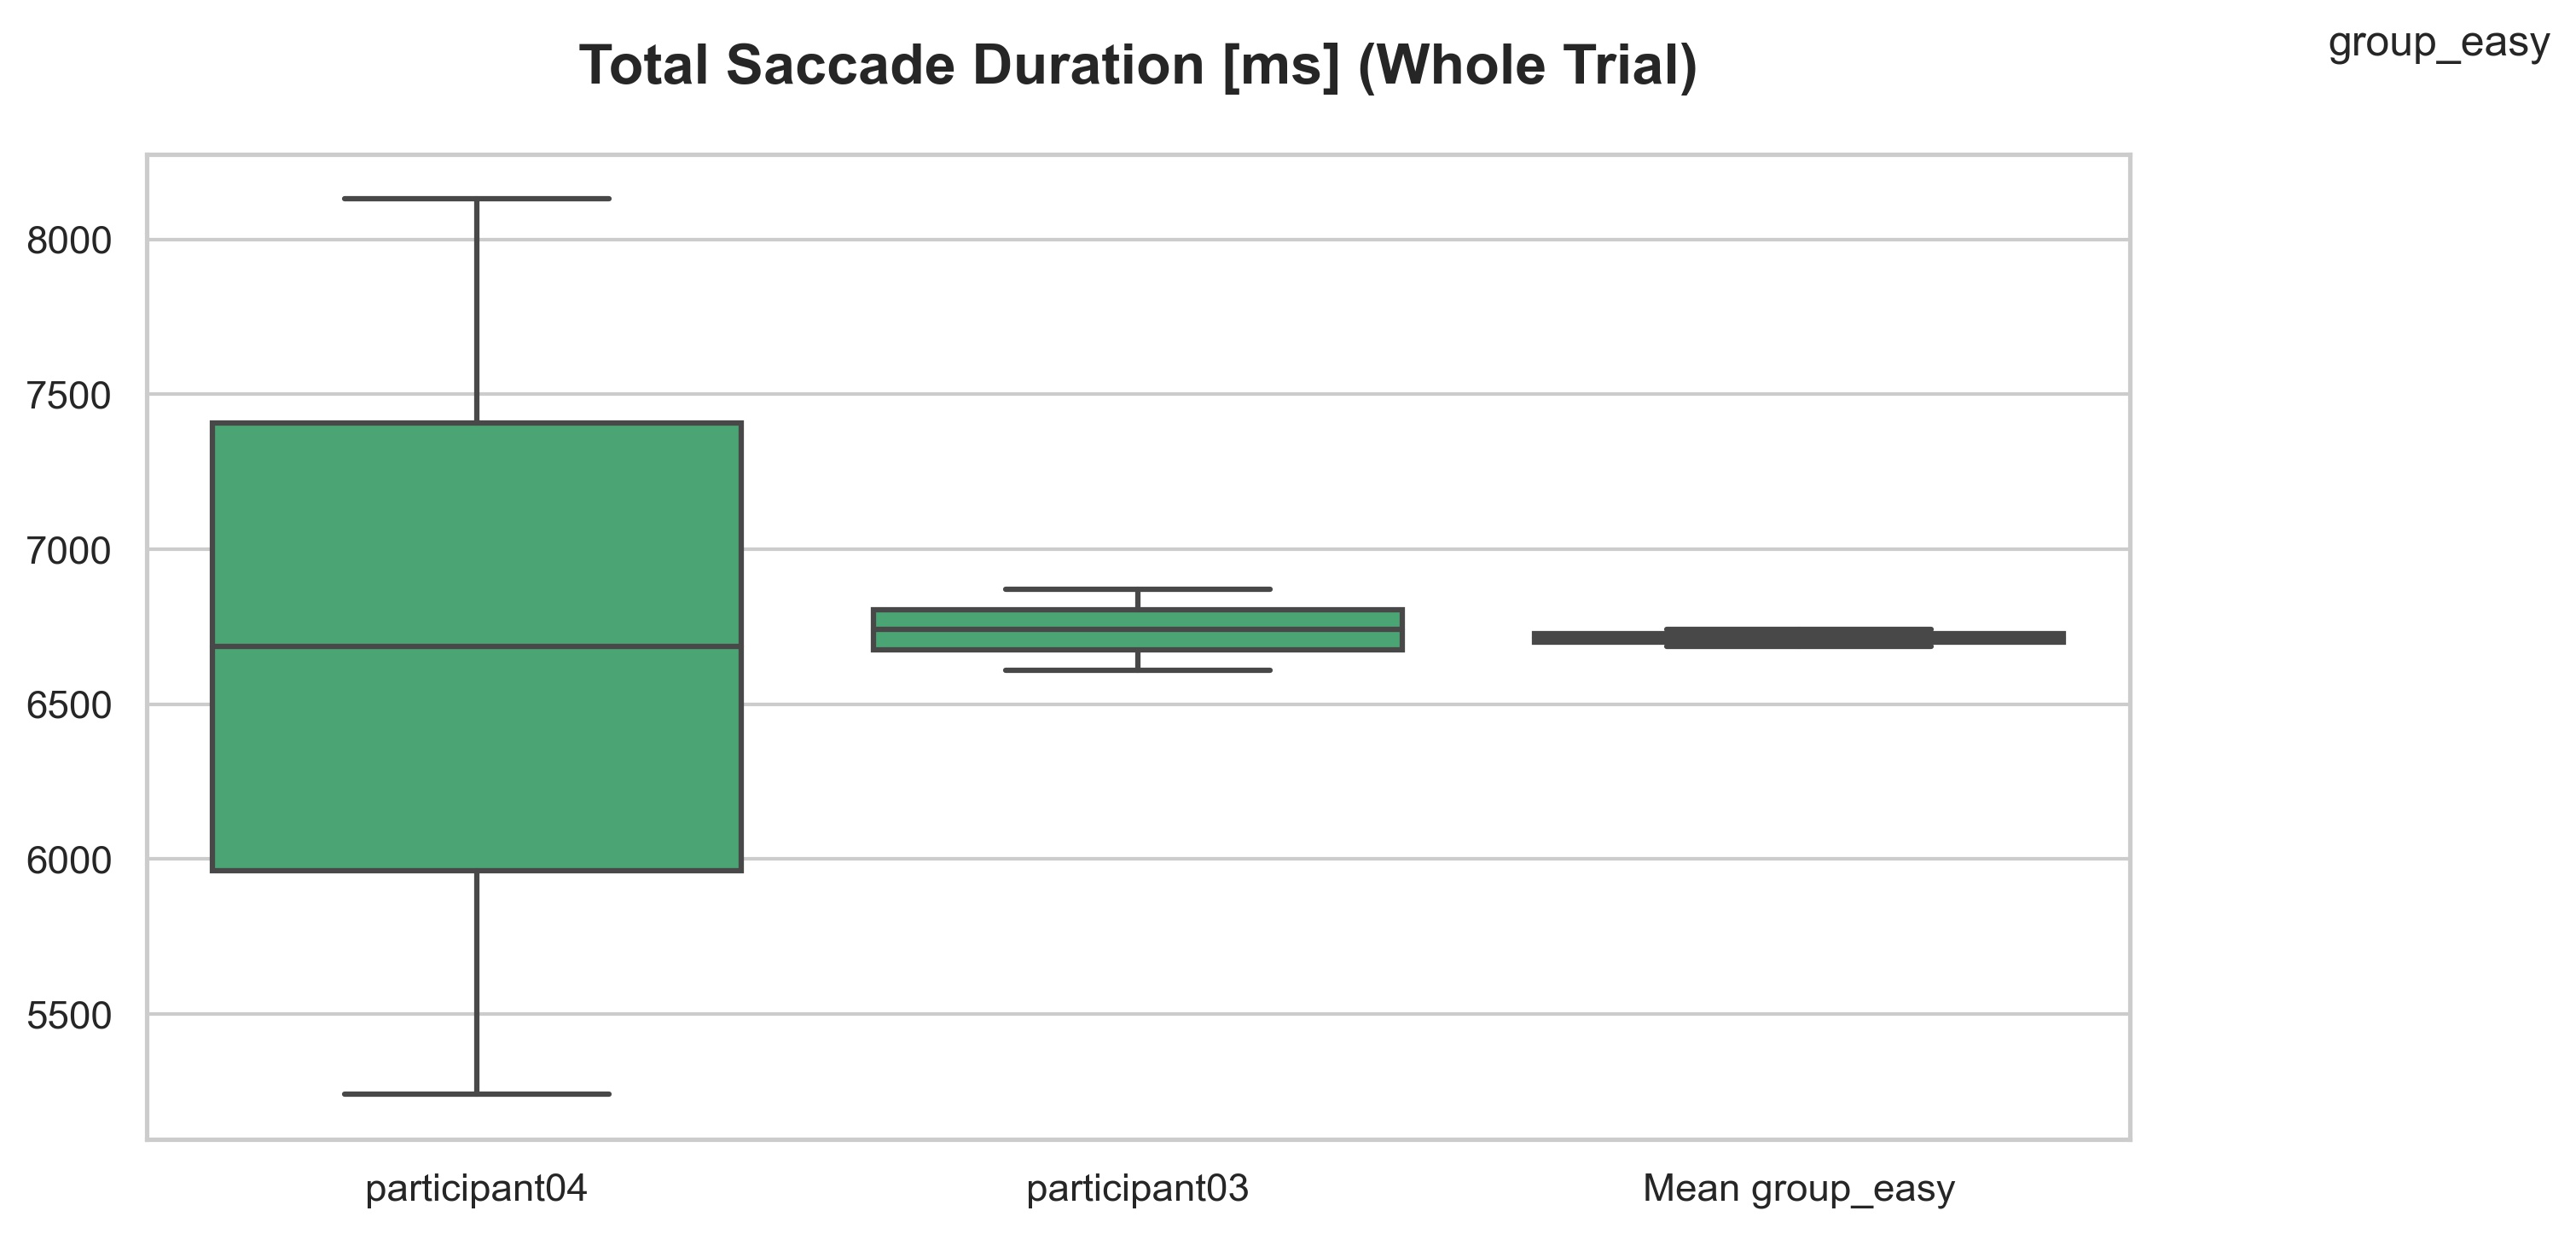 group_easy
Total Saccade Duration [ms] (Whole Trial)
8000
7500
7000
6500
6000
5500
participant04
participant03
Mean group_easy